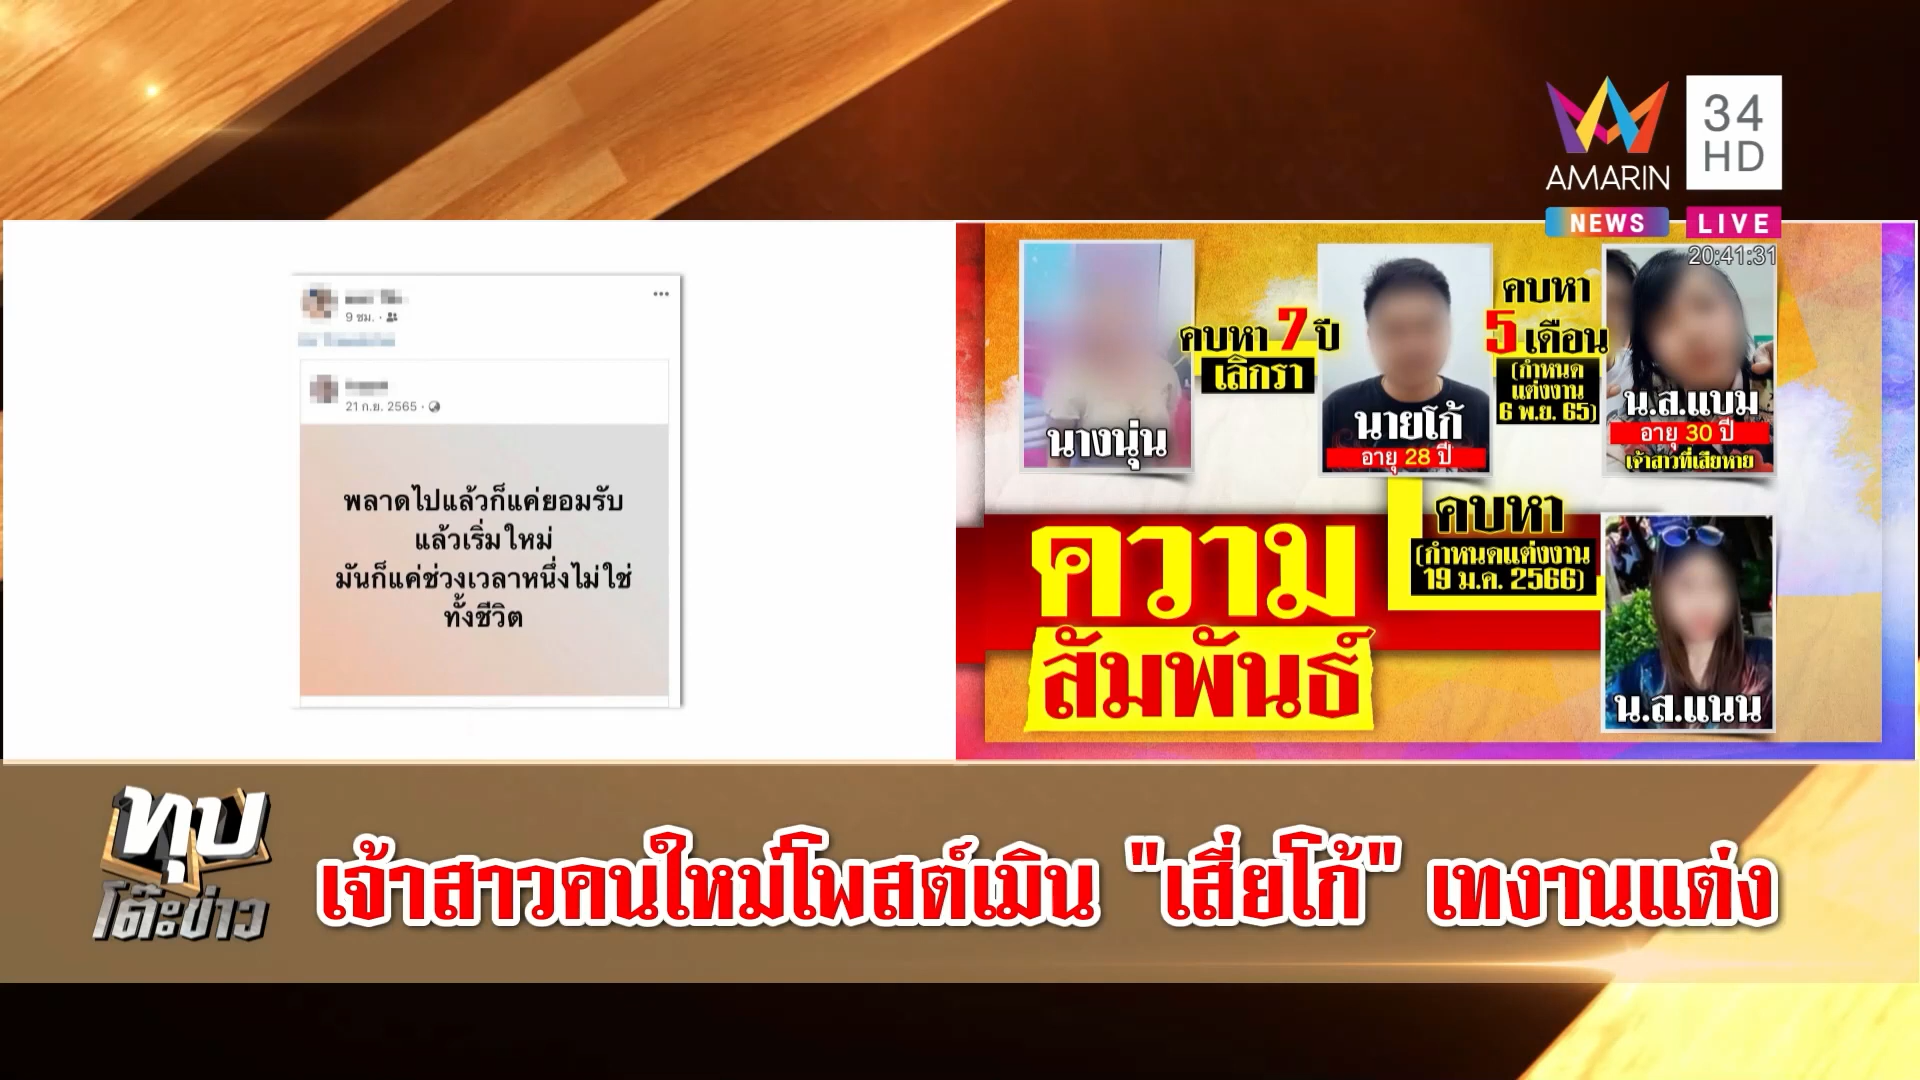 AMARIN
34
HD
NEWS
LIVE
20:41:31
9 ชม.
21 ก.ย. 2565
พลาดไปแล้วก็แค่ยอมรับ
แล้วเริ่มใหม่
มันก็แค่ช่วงเวลาหนึ่งไม่ใช่
ทั้งชีวิต
นางนุ่น
คบหา 7 ปี
เลิกรา
นายโก้
อายุ 28 ปี
คบหา
5 เดือน
(กำหนด
แต่งงาน
6 พ.ย. 65)
น.ส.แบม
อายุ 30 ปี
เจ้าสาวที่เสียหาย
คบหา
(กำหนดแต่งงาน
19 ม.ค. 2566)
น.ส.แนน
ความ
สัมพันธ์
ทุบ
โต๊ะข่าว
เจ้าสาวคนใหม่โพสต์เมิน "เสี่ยโก้" เทงานแต่ง